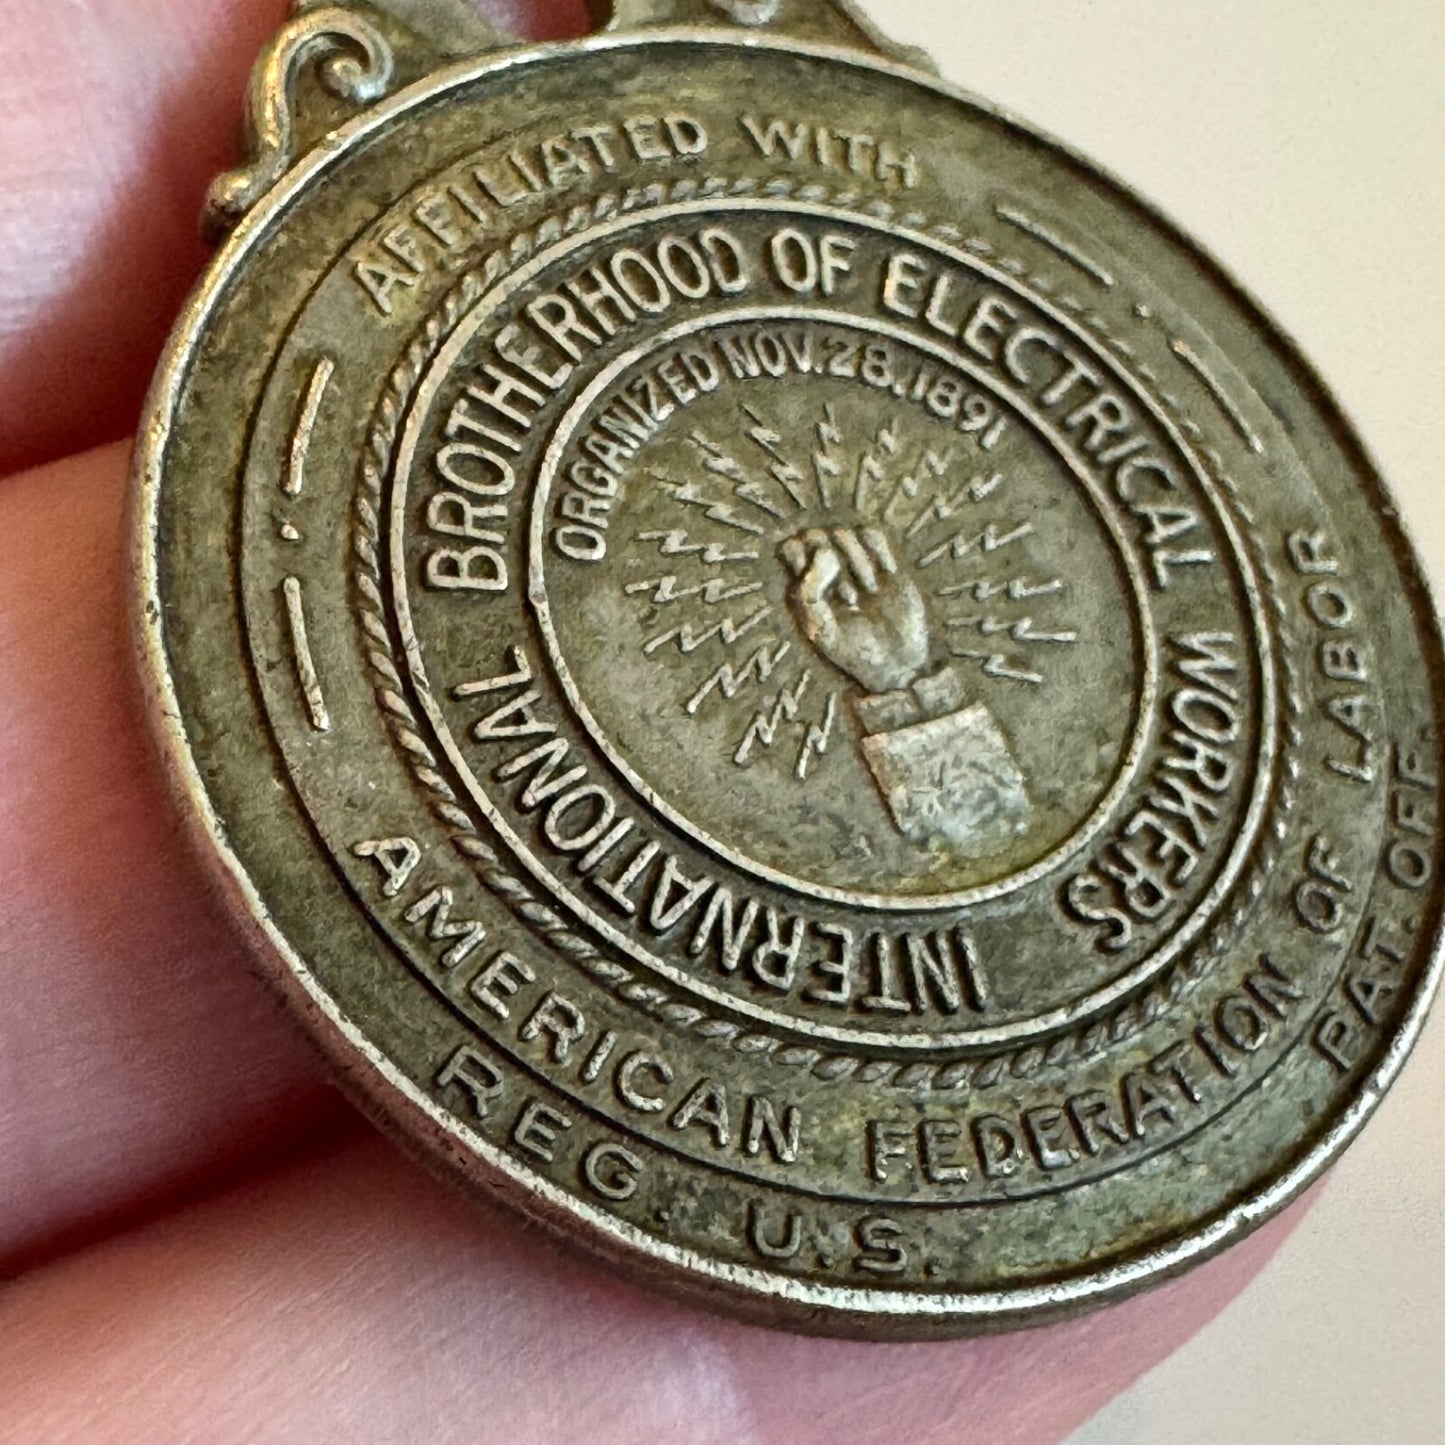 AFFILIATED WITH
AMERICAN FEDERATION OF LABOR
INTERNATIONAL BROTHERHOOD OF ELECTRICAL WORKERS
ORGANIZED NOV. 28. 1891
REG. U.S. PAT. OFF.